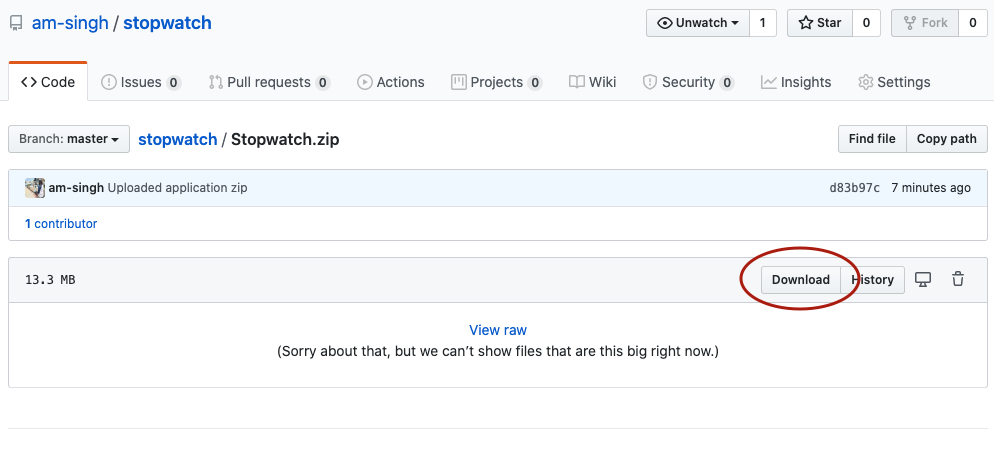 am-singh / stopwatch Unwatch 1 Star 0 Fork 0
Code Issues 0 Pull requests 0 Actions Projects 0 Wiki Security 0 Insights Settings
Branch: master stopwatch / Stopwatch.zip Find file Copy path
am-singh Uploaded application zip d83b97c 7 minutes ago
1 contributor
13.3 MB Download History
View raw
(Sorry about that, but we can’t show files that are this big right now.)